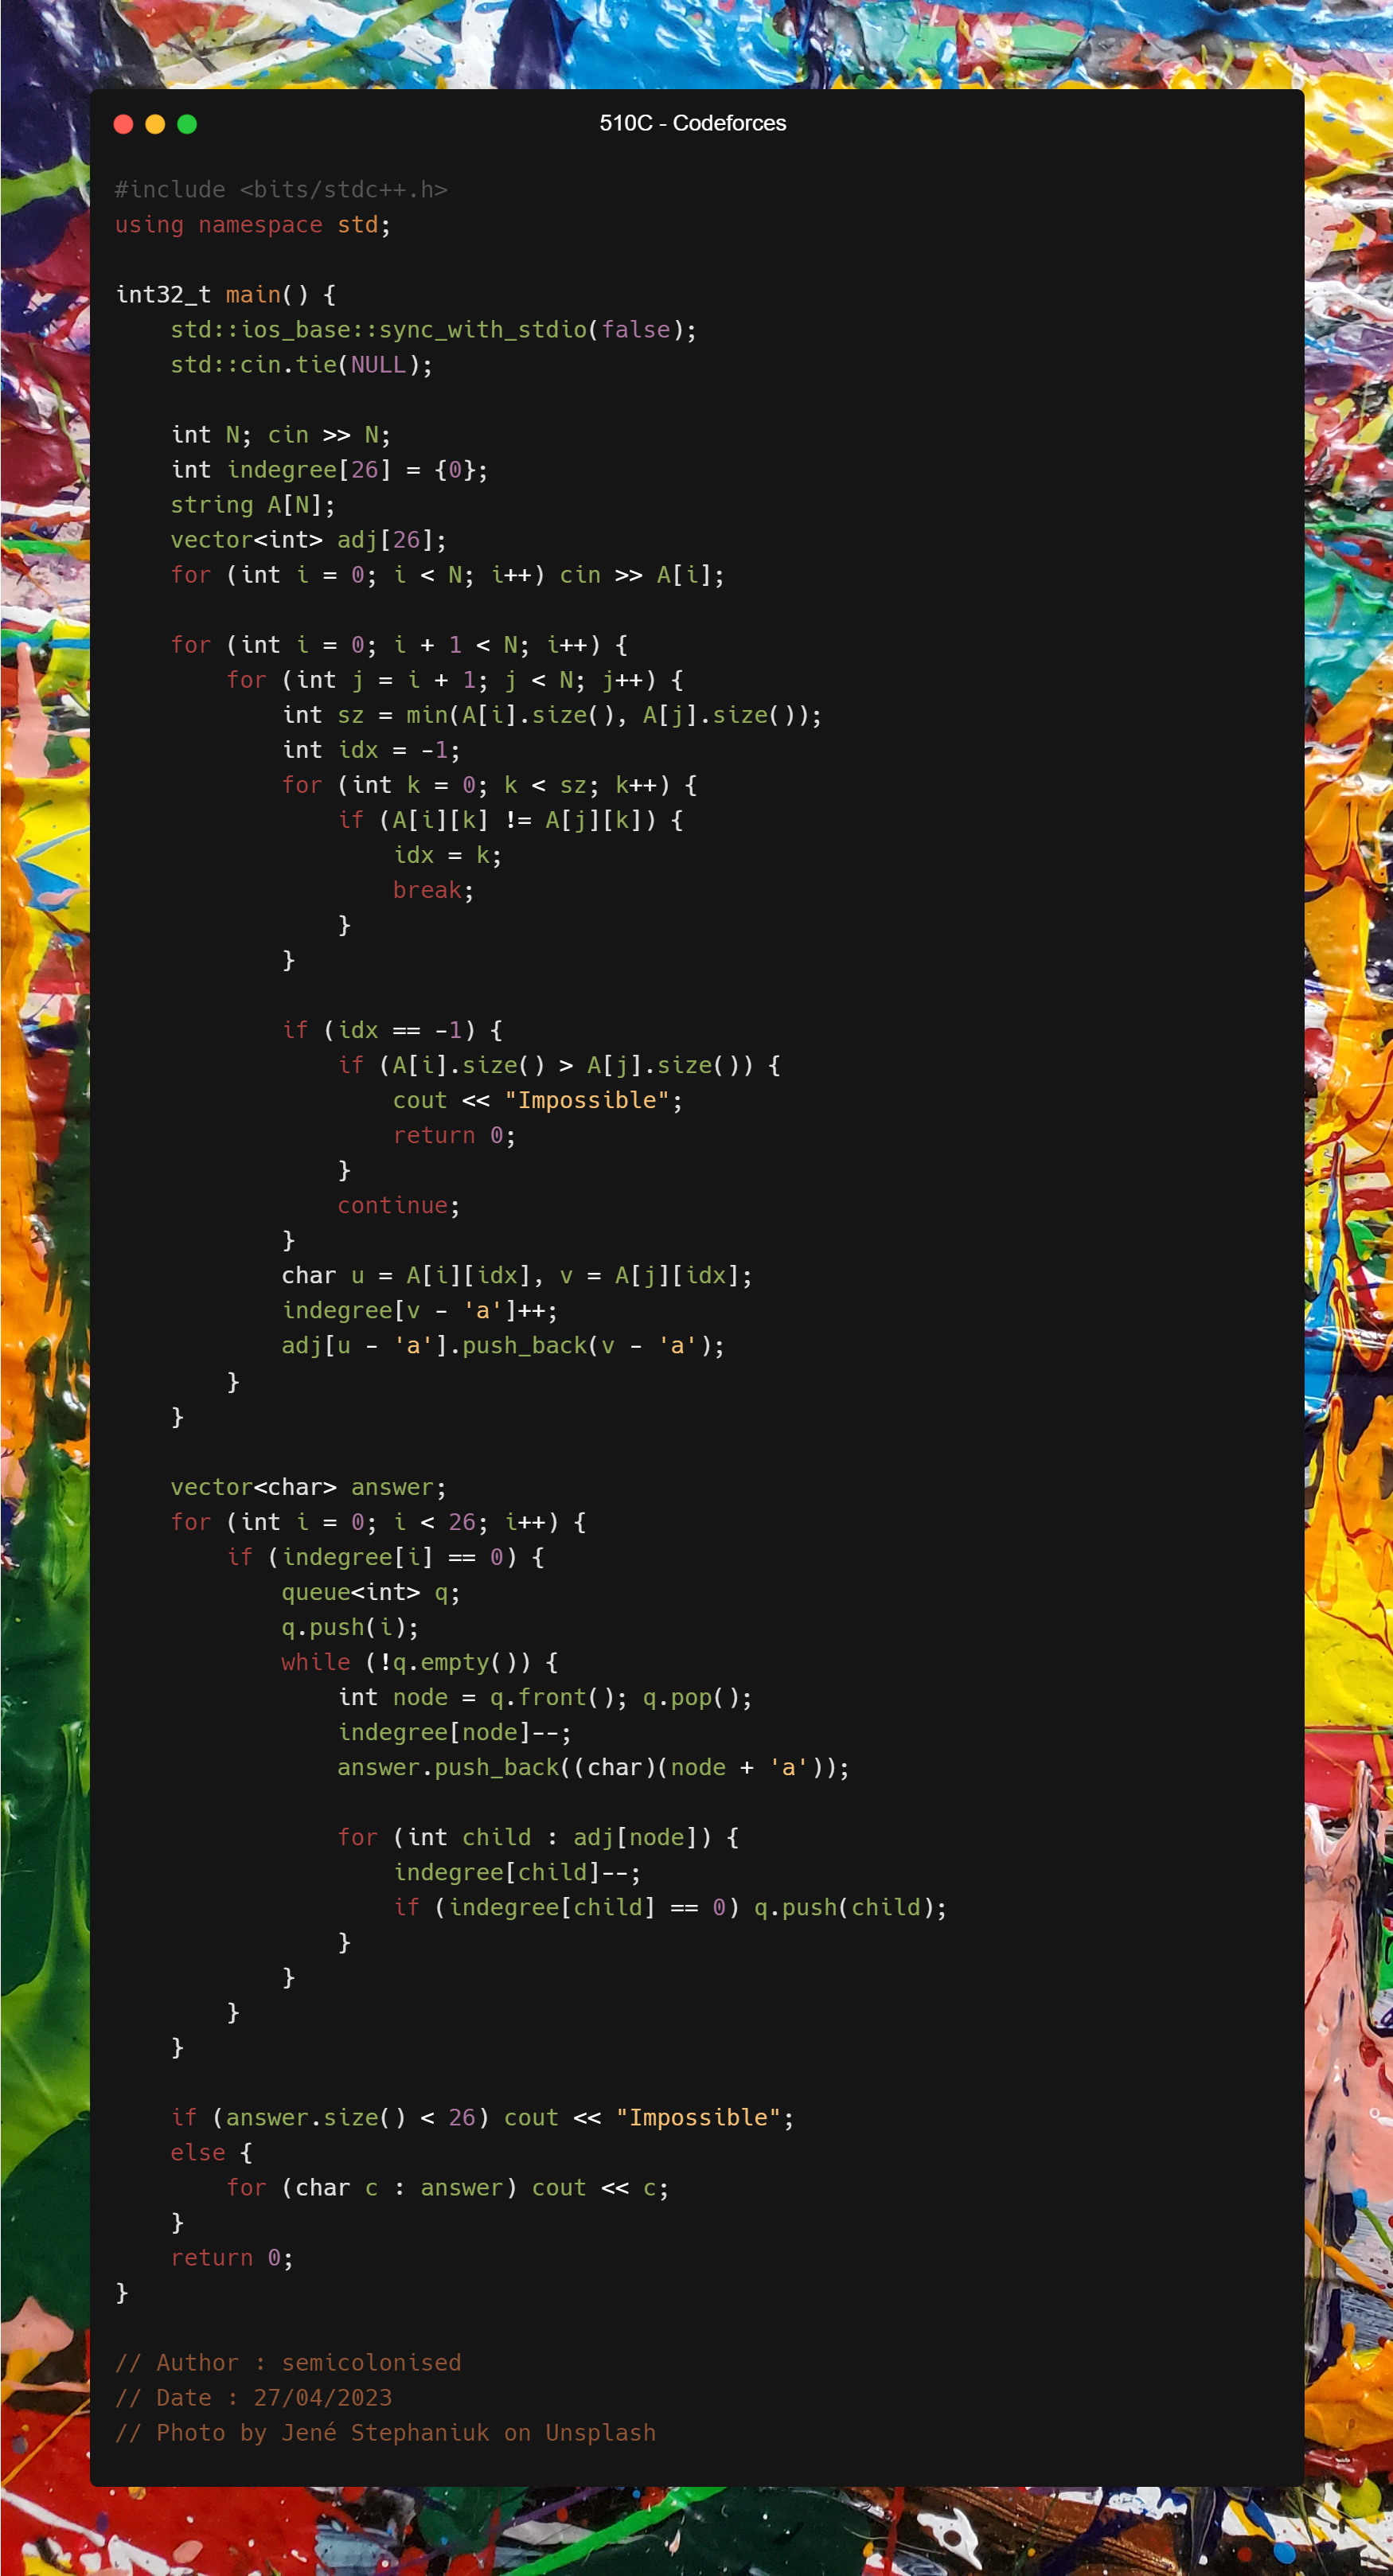 510C - Codeforces
#include <bits/stdc++.h>
using namespace std;

int32_t main() {
    std::ios_base::sync_with_stdio(false);
    std::cin.tie(NULL);

    int N; cin >> N;
    int indegree[26] = {0};
    string A[N];
    vector<int> adj[26];
    for (int i = 0; i < N; i++) cin >> A[i];

    for (int i = 0; i + 1 < N; i++) {
        for (int j = i + 1; j < N; j++) {
            int sz = min(A[i].size(), A[j].size());
            int idx = -1;
            for (int k = 0; k < sz; k++) {
                if (A[i][k] != A[j][k]) {
                    idx = k;
                    break;
                }
            }

            if (idx == -1) {
                if (A[i].size() > A[j].size()) {
                    cout << "Impossible";
                    return 0;
                }
                continue;
            }
            char u = A[i][idx], v = A[j][idx];
            indegree[v - 'a']++;
            adj[u - 'a'].push_back(v - 'a');
        }
    }

    vector<char> answer;
    for (int i = 0; i < 26; i++) {
        if (indegree[i] == 0) {
            queue<int> q;
            q.push(i);
            while (!q.empty()) {
                int node = q.front(); q.pop();
                indegree[node]--;
                answer.push_back((char)(node + 'a'));

                for (int child : adj[node]) {
                    indegree[child]--;
                    if (indegree[child] == 0) q.push(child);
                }
            }
        }
    }

    if (answer.size() < 26) cout << "Impossible";
    else {
        for (char c : answer) cout << c;
    }
    return 0;
}

// Author : semicolonised
// Date : 27/04/2023
// Photo by Jené Stephaniuk on Unsplash